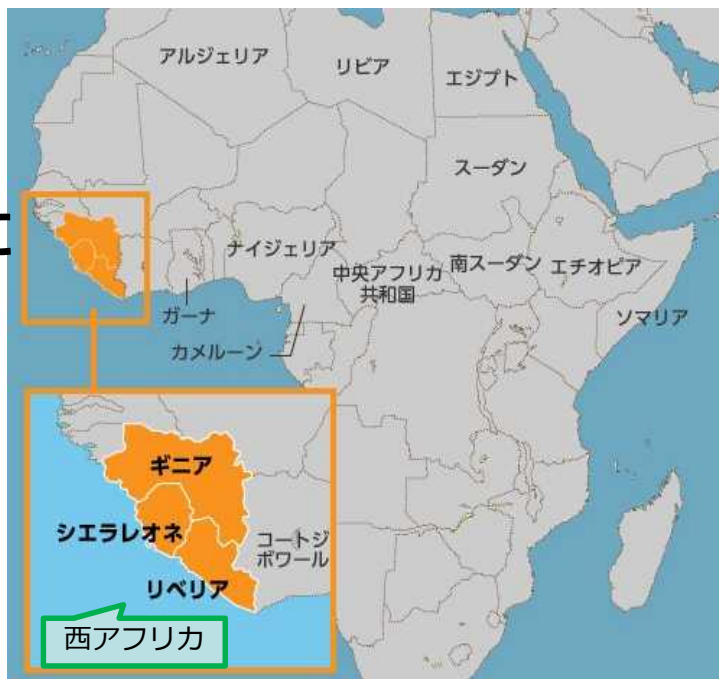 アルジェリア
リビア
エジプト
スーダン
ナイジェリア
中央アフリカ
共和国
南スーダン
エチオピア
ソマリア
ガーナ
カメルーン
ギニア
シエラレオネ
コートジ
ボワール
リベリア
西アフリカ